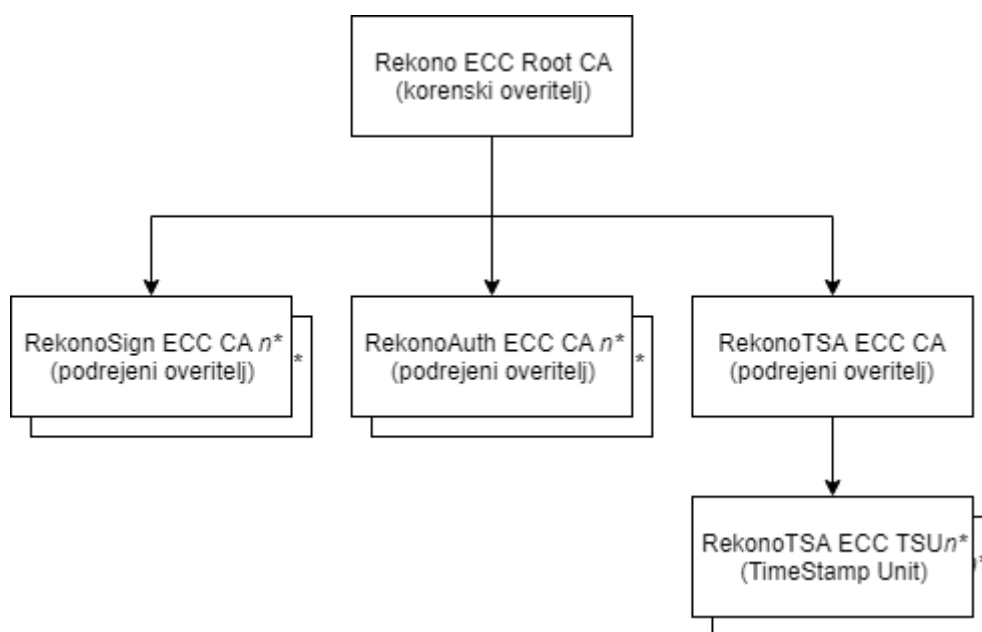 Rekono ECC Root CA
(korenski overitelj)
RekonoSign ECC CA n*
(podrejeni overitelj)
*
RekonoAuth ECC CA n*
(podrejeni overitelj)
*
RekonoTSA ECC CA
(podrejeni overitelj)
RekonoTSA ECC TSUn*
(TimeStamp Unit)